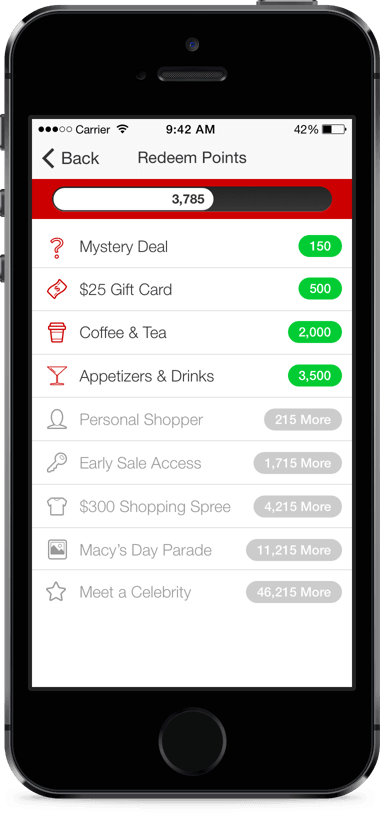 Carrier 9:42 AM 42%
Back Redeem Points
3,785
Mystery Deal 150
$25 Gift Card 500
Coffee & Tea 2,000
Appetizers & Drinks 3,500
Personal Shopper 215 More
Early Sale Access 1,715 More
$300 Shopping Spree 4,215 More
Macy's Day Parade 11,215 More
Meet a Celebrity 46,215 More